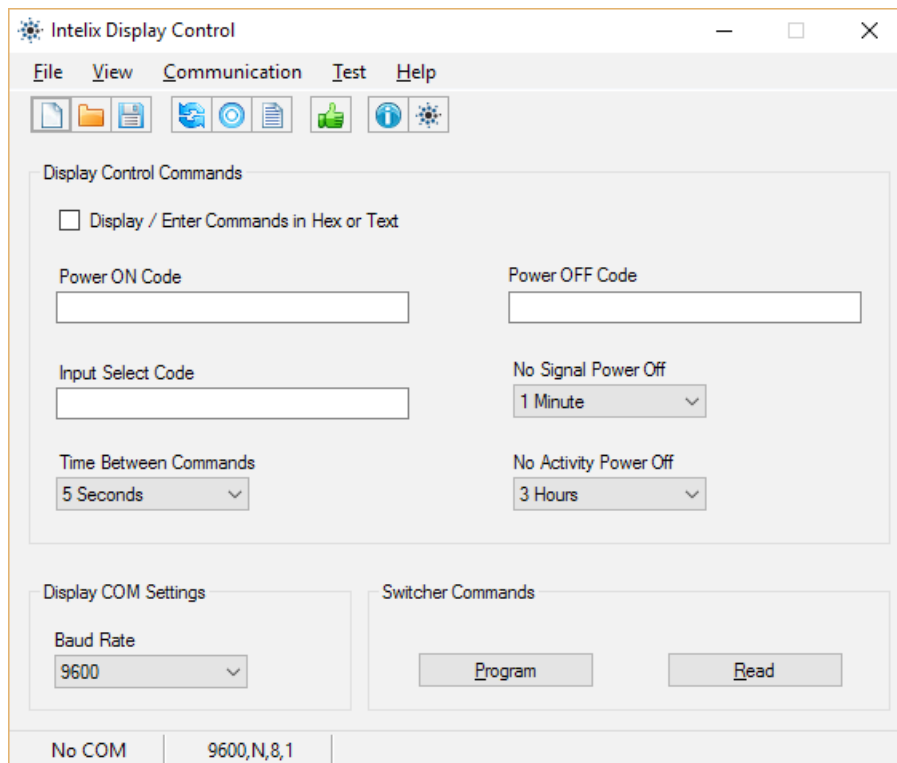 Intelix Display Control
File View Communication Test Help
Display Control Commands
Display / Enter Commands in Hex or Text
Power ON Code
Power OFF Code
Input Select Code
No Signal Power Off
1 Minute
Time Between Commands
No Activity Power Off
5 Seconds
3 Hours
Display COM Settings
Switcher Commands
Baud Rate
9600
Program
Read
No COM
9600,N,8,1